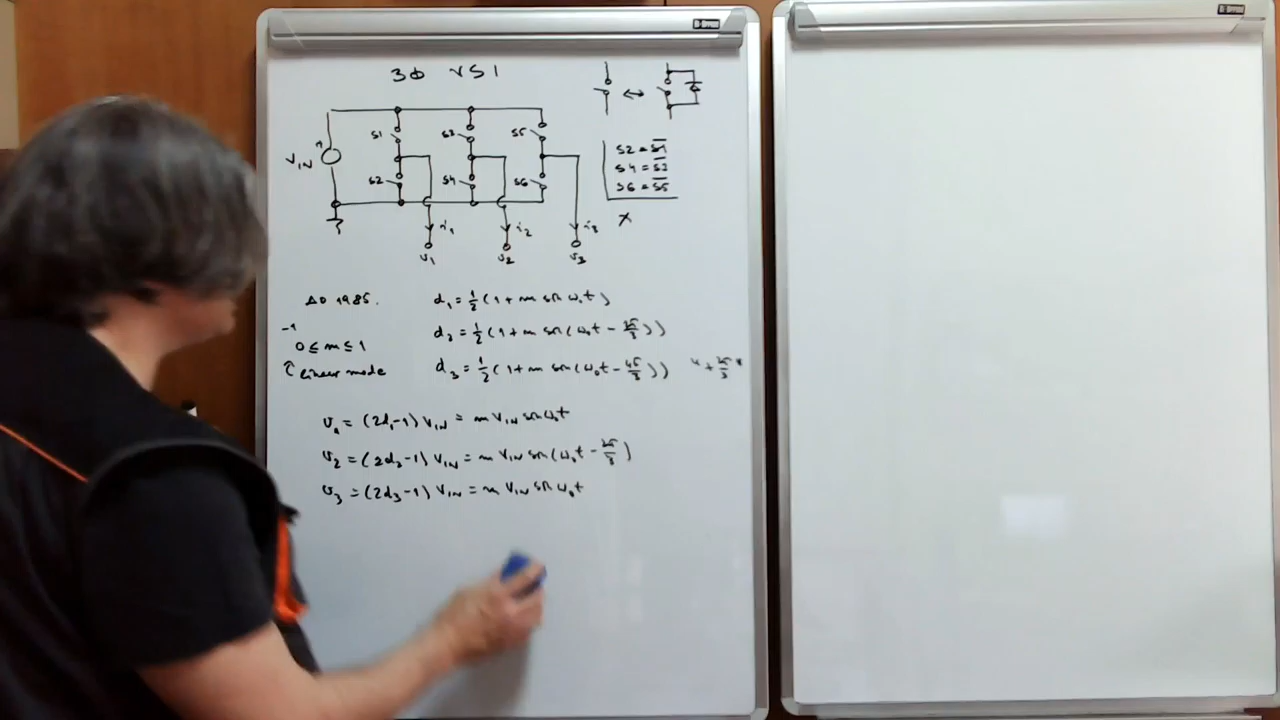 3Φ VSI
S1 S3 S5
V_IN +
S2 S4 S6
i₁ i₂ i₃
v₁ v₂ v₃
S2 = S̅1̅
S4 = S̅3̅
S6 = S̅5̅
X
ДО 1985.
d₁ = ½ (1 + m sin ω₀t)
-1
d₂ = ½ (1 + m sin(ω₀t - 2π/3))
0 ≤ m ≤ 1
d₃ = ½ (1 + m sin(ω₀t - 4π/3)) " + 2π/3 "
↑ linear mode
v₁ = (2d₁ - 1) V_IN = m V_IN sin ω₀t
v₂ = (2d₂ - 1) V_IN = m V_IN sin(ω₀t - 2π/3)
v₃ = (2d₃ - 1) V_IN = m V_IN sin ω₀t